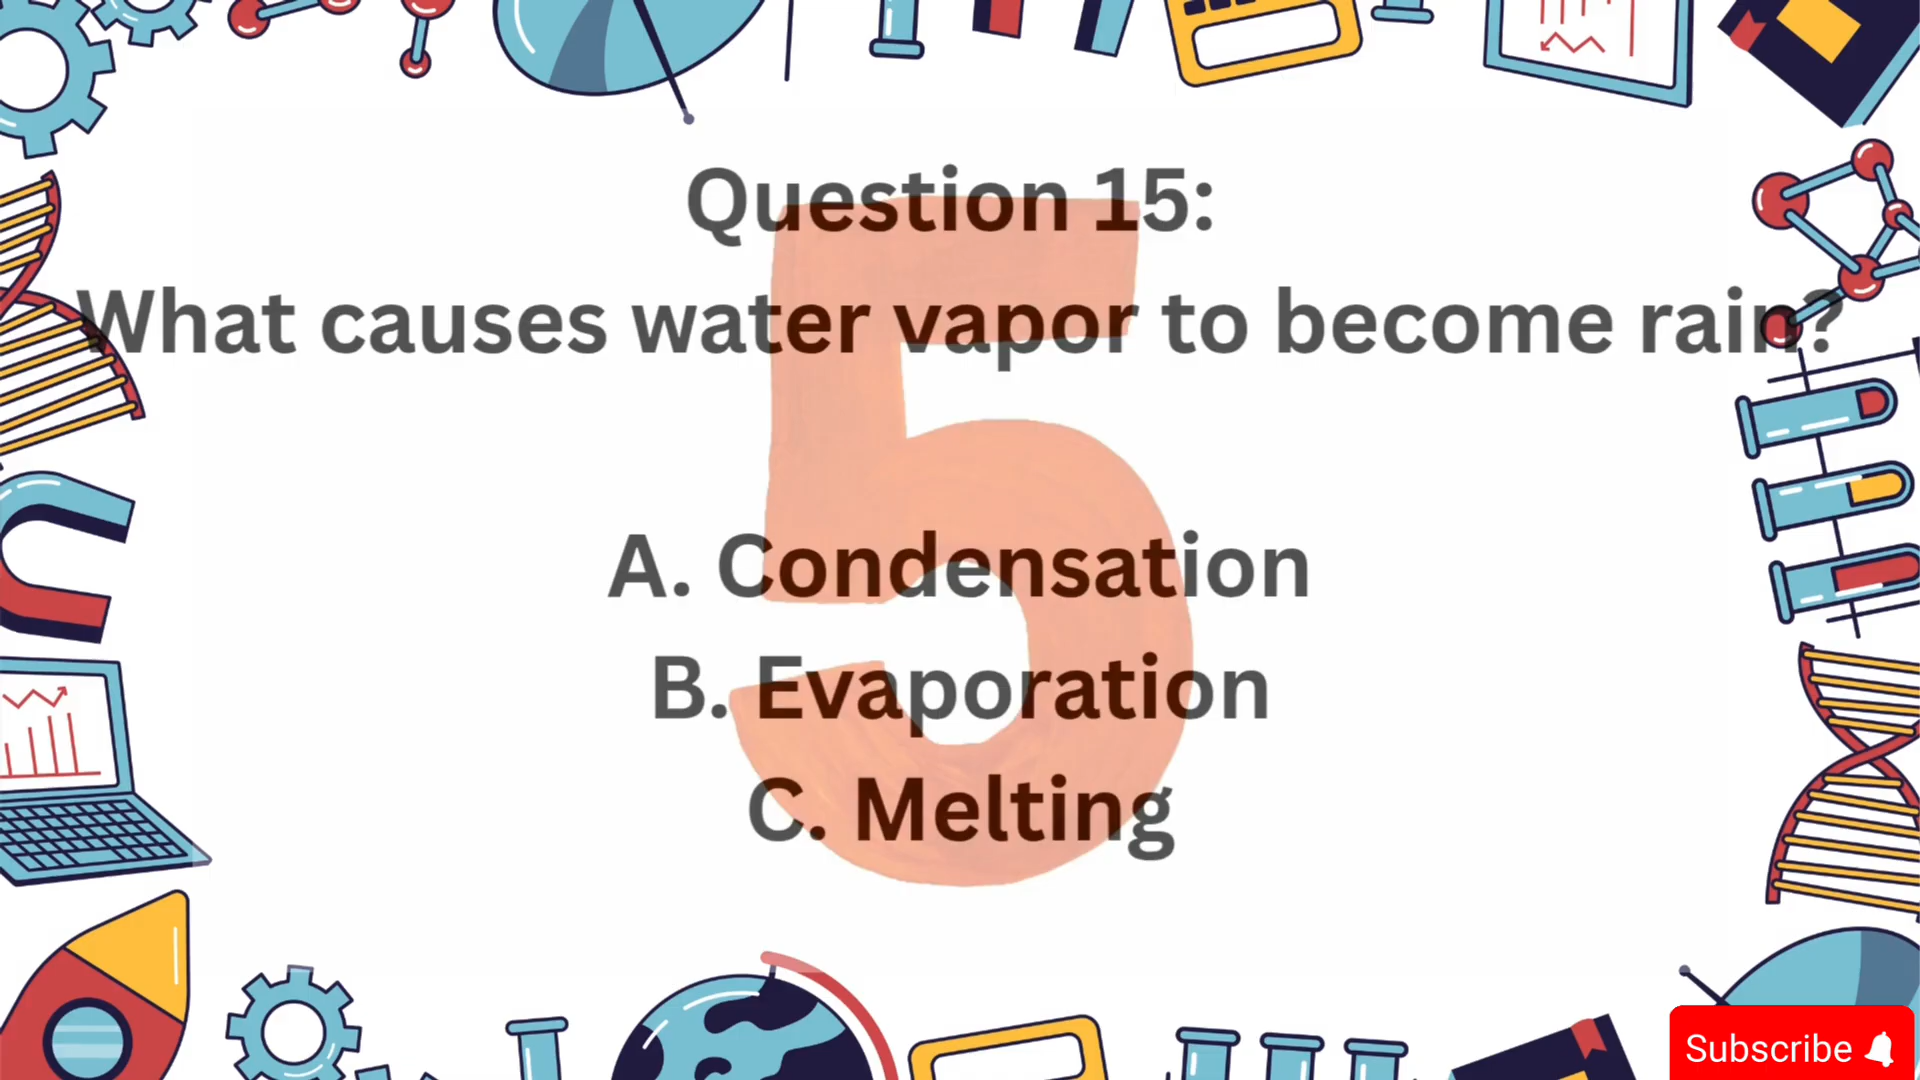 Question 15:
What causes water vapor to become rain?
5
A. Condensation
B. Evaporation
C. Melting
Subscribe